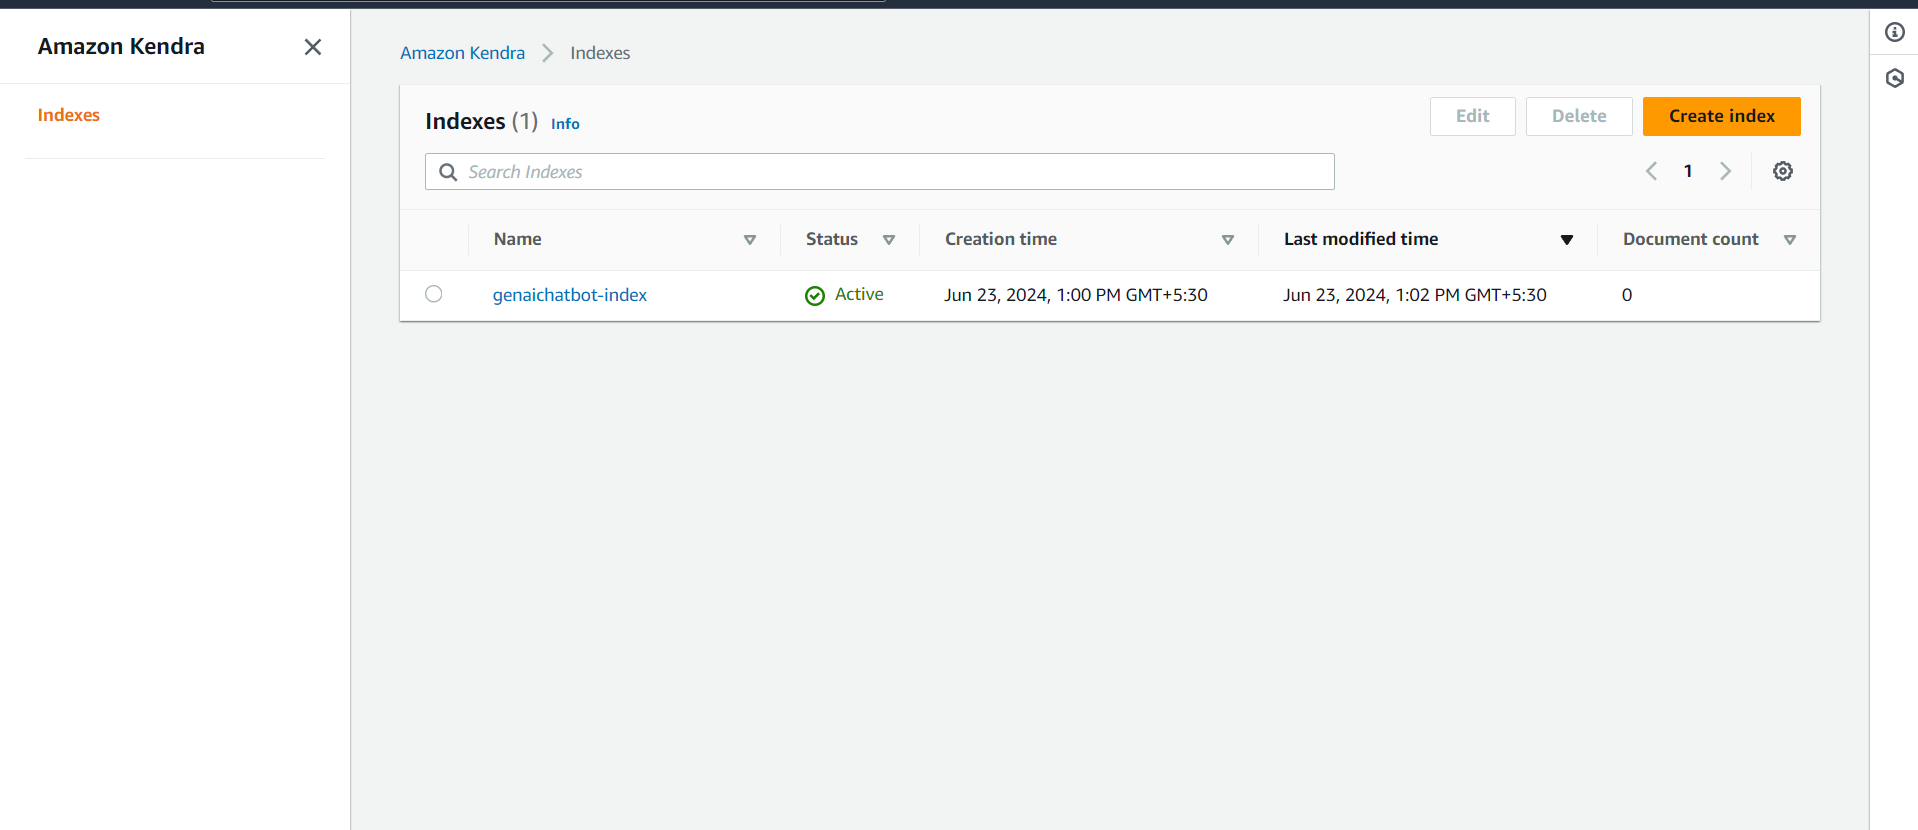 Amazon Kendra
Indexes
Amazon Kendra > Indexes
Indexes (1) Info
Edit Delete Create index
Search Indexes
1
Name Status Creation time Last modified time Document count
genaichatbot-index Active Jun 23, 2024, 1:00 PM GMT+5:30 Jun 23, 2024, 1:02 PM GMT+5:30 0